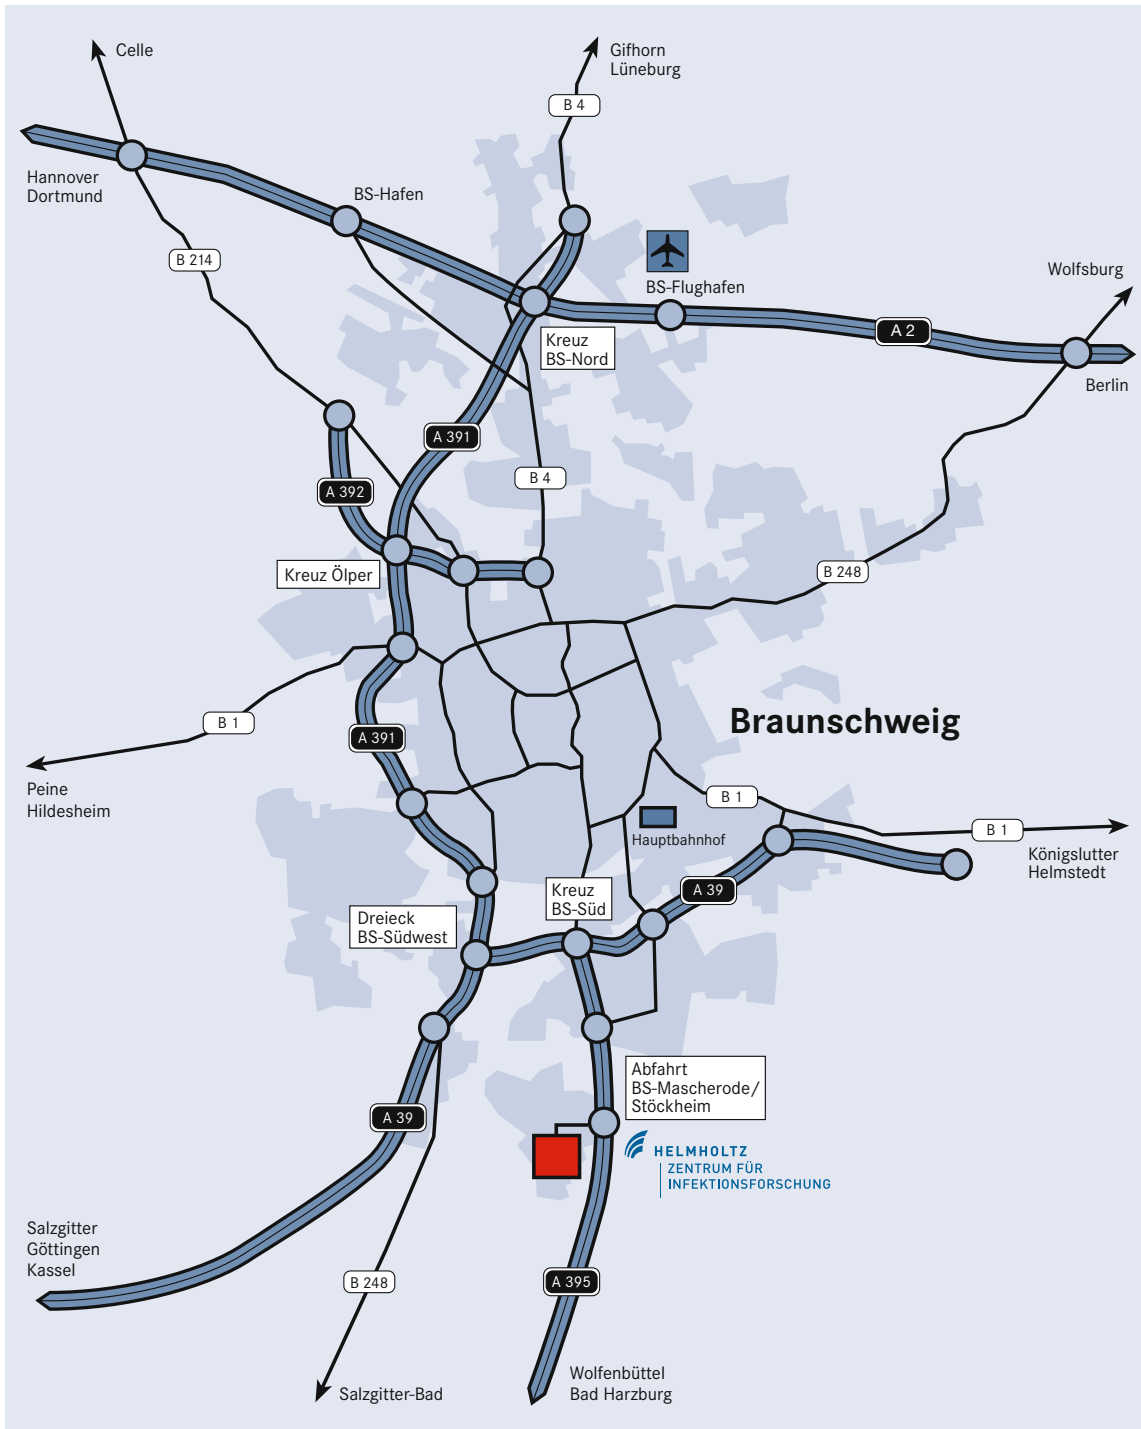 Celle
Gifhorn
Lüneburg
B 4
Hannover
Dortmund
BS-Hafen
B 214
BS-Flughafen
Wolfsburg
A 2
Kreuz
BS-Nord
Berlin
A 391
B 4
A 392
Kreuz Ölper
B 248
B 1
Braunschweig
A 391
Peine
Hildesheim
B 1
B 1
Hauptbahnhof
Königslutter
Helmstedt
Kreuz
BS-Süd
A 39
Dreieck
BS-Südwest
Abfahrt
BS-Mascherode/
Stöckheim
A 39
HELMHOLTZ
ZENTRUM FÜR
INFEKTIONSFORSCHUNG
Salzgitter
Göttingen
Kassel
B 248
A 395
Wolfenbüttel
Bad Harzburg
Salzgitter-Bad